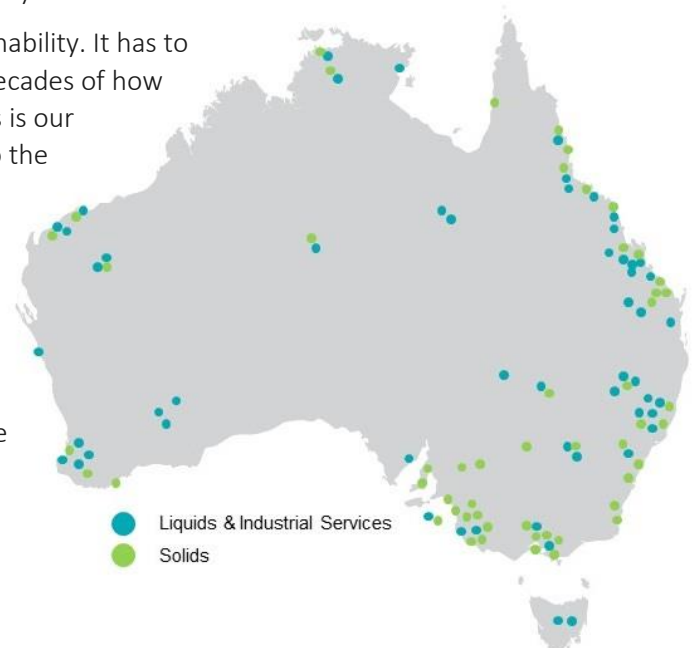 nability. It has to
ecades of how
s is our
the
e
Liquids & Industrial Services
Solids